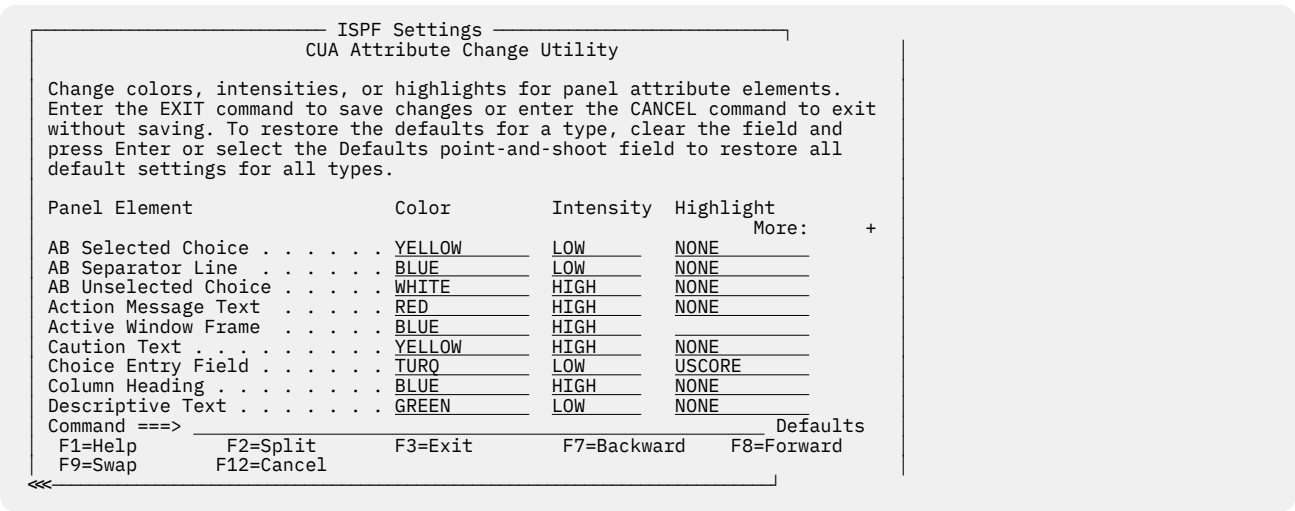 ISPF Settings
CUA Attribute Change Utility
Change colors, intensities, or highlights for panel attribute elements.
Enter the EXIT command to save changes or enter the CANCEL command to exit
without saving. To restore the defaults for a type, clear the field and
press Enter or select the Defaults point-and-shoot field to restore all
default settings for all types.
Panel Element Color Intensity Highlight
More: +
AB Selected Choice . . . . . . YELLOW LOW NONE
AB Separator Line . . . . . . BLUE LOW NONE
AB Unselected Choice . . . . . WHITE HIGH NONE
Action Message Text . . . . . RED HIGH NONE
Active Window Frame . . . . . BLUE HIGH
Caution Text . . . . . . . . . YELLOW HIGH NONE
Choice Entry Field . . . . . . TURQ LOW USCORE
Column Heading . . . . . . . . BLUE HIGH NONE
Descriptive Text . . . . . . . GREEN LOW NONE
Command ===> Defaults
F1=Help F2=Split F3=Exit F7=Backward F8=Forward
F9=Swap F12=Cancel